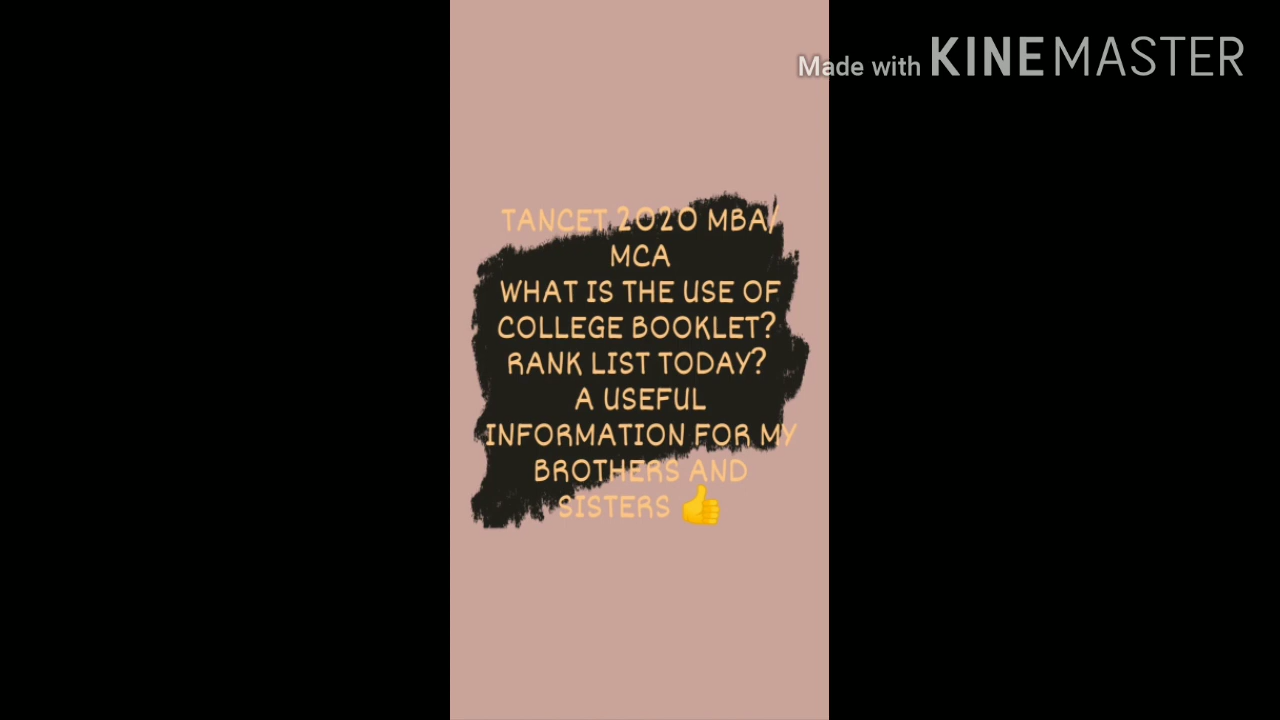 Made with KINEMASTER
TANCET 2020 MBA/
MCA
WHAT IS THE USE OF
COLLEGE BOOKLET?
RANK LIST TODAY?
A USEFUL
INFORMATION FOR MY
BROTHERS AND
SISTERS 👍